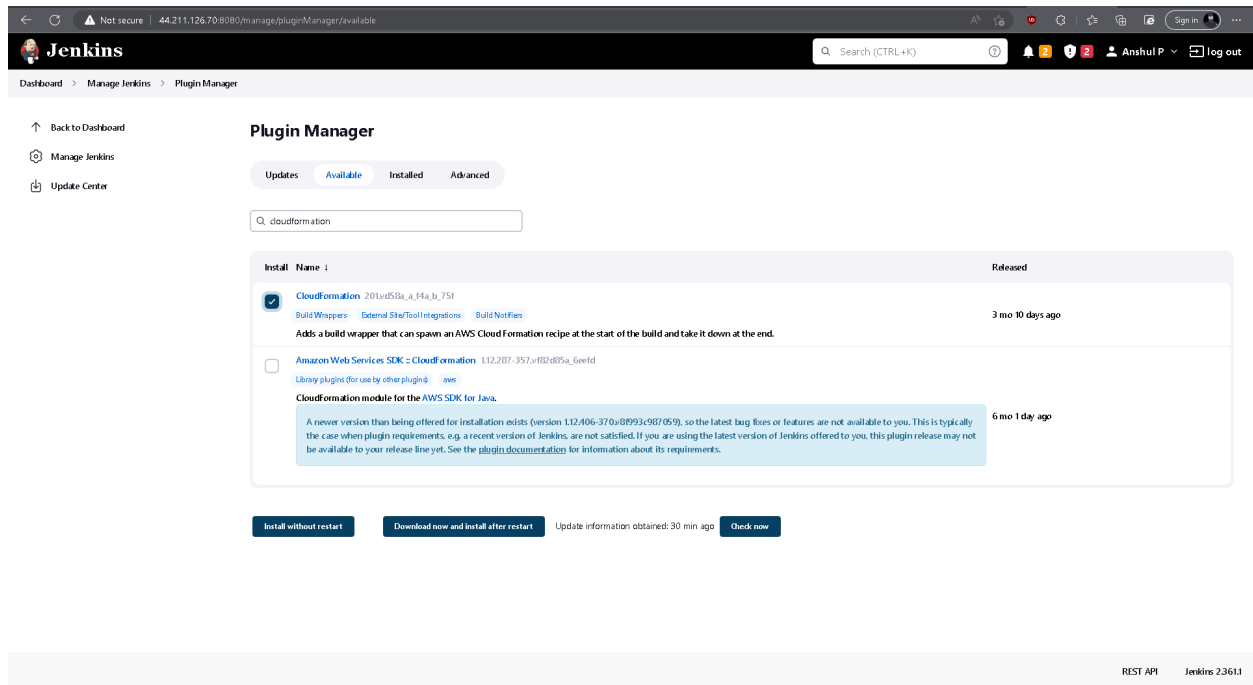 Not secure | 44.211.126.70:8080/manage/pluginManager/available
Sign in
Jenkins
Search (CTRL+K)
2
2
Anshul P
log out
Dashboard > Manage Jenkins > Plugin Manager
Back to Dashboard
Manage Jenkins
Update Center
Plugin Manager
Updates Available Installed Advanced
cloudformation
Install Name ↓ Released
CloudFormation 201.vd58a_a_f4a_b_75f
Build Wrappers External Site/Tool Integrations Build Notifiers
Adds a build wrapper that can spawn an AWS Cloud Formation recipe at the start of the build and take it down at the end.
3 mo 10 days ago
Amazon Web Services SDK :: CloudFormation 1.12.287-357.vf82d85a_6eefd
Library plugins (for use by other plugins) aws
CloudFormation module for the AWS SDK for Java.
A newer version than being offered for installation exists (version 1.12.406-370.v8f993c987059), so the latest bug fixes or features are not available to you. This is typically
the case when plugin requirements, e.g. a recent version of Jenkins, are not satisfied. If you are using the latest version of Jenkins offered to you, this plugin release may not
be available to your release line yet. See the plugin documentation for information about its requirements.
6 mo 1 day ago
Install without restart Download now and install after restart Update information obtained: 30 min ago Check now
REST API Jenkins 2.361.1